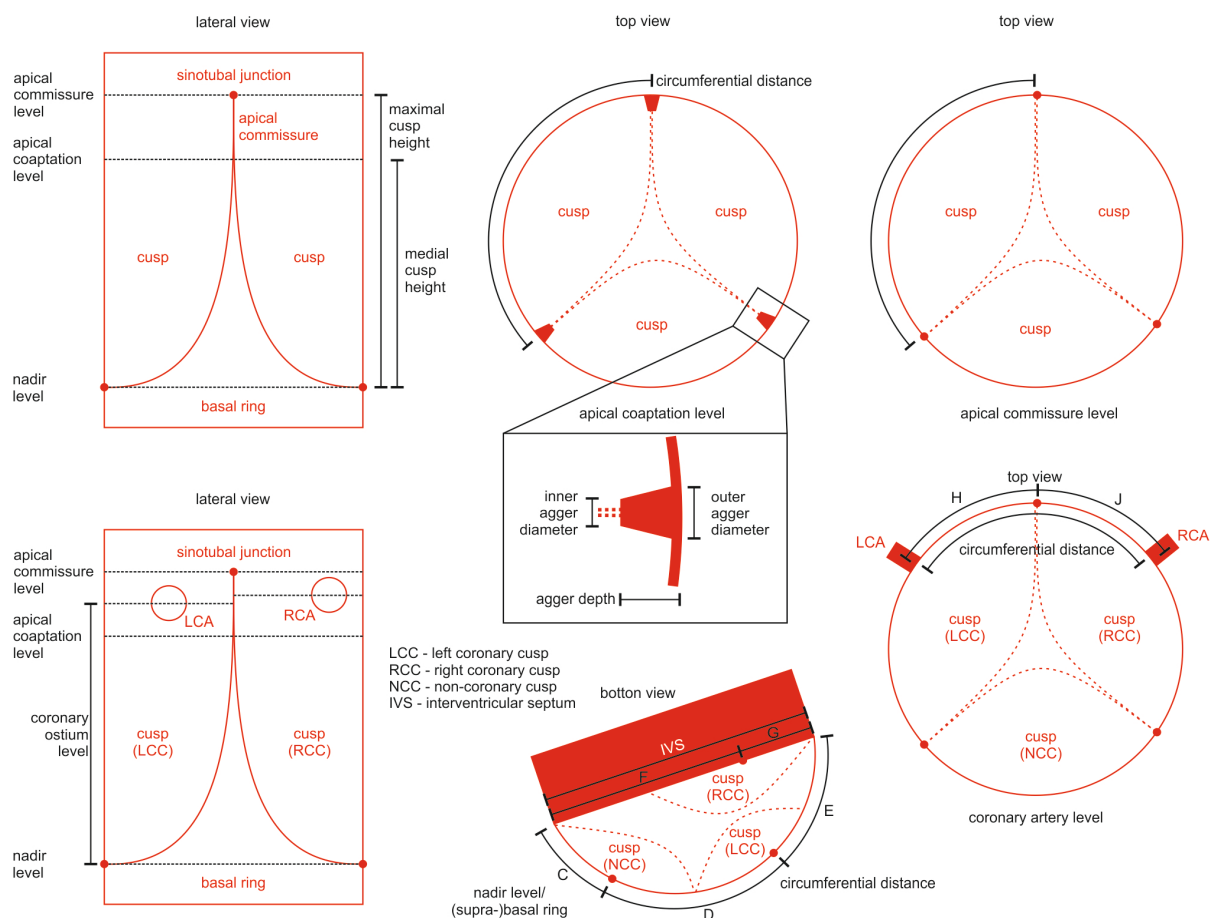 lateral view
sinotubal junction
apical
commissure
level
apical
commissure
apical
coaptation
level
maximal
cusp
height
cusp
cusp
medial
cusp
height
nadir
level
basal ring
top view
circumferential distance
cusp
cusp
cusp
apical coaptation level
inner
agger
diameter
outer
agger
diameter
agger depth
top view
cusp
cusp
cusp
apical commissure level
lateral view
sinotubal junction
apical
commissure
level
LCA
RCA
apical
coaptation
level
coronary
ostium
level
cusp
(LCC)
cusp
(RCC)
nadir
level
basal ring
LCC - left coronary cusp
RCC - right coronary cusp
NCC - non-coronary cusp
IVS - interventricular septum
botton view
IVS
G
F
cusp
(RCC)
E
cusp
(LCC)
cusp
(NCC)
C
D
circumferential distance
nadir level/
(supra-)basal ring
top view
H
J
LCA
RCA
circumferential distance
cusp
(LCC)
cusp
(RCC)
cusp
(NCC)
coronary artery level